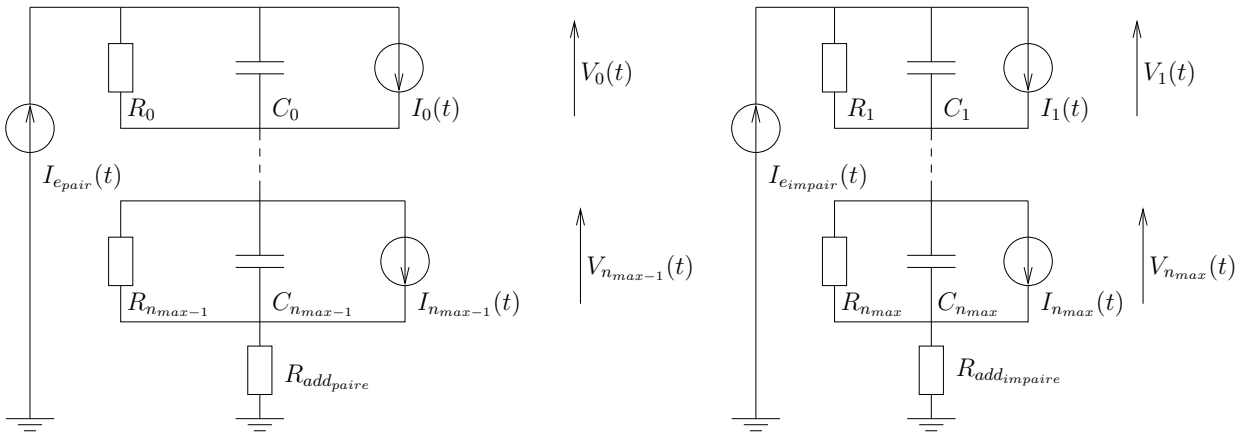 R_0
C_0
I_0(t)
V_0(t)
I_{e_{pair}}(t)
R_{n_{max-1}}
C_{n_{max-1}}
I_{n_{max-1}}(t)
V_{n_{max-1}}(t)
R_{add_{paire}}
R_1
C_1
I_1(t)
V_1(t)
I_{e_{impair}}(t)
R_{n_{max}}
C_{n_{max}}
I_{n_{max}}(t)
V_{n_{max}}(t)
R_{add_{impaire}}